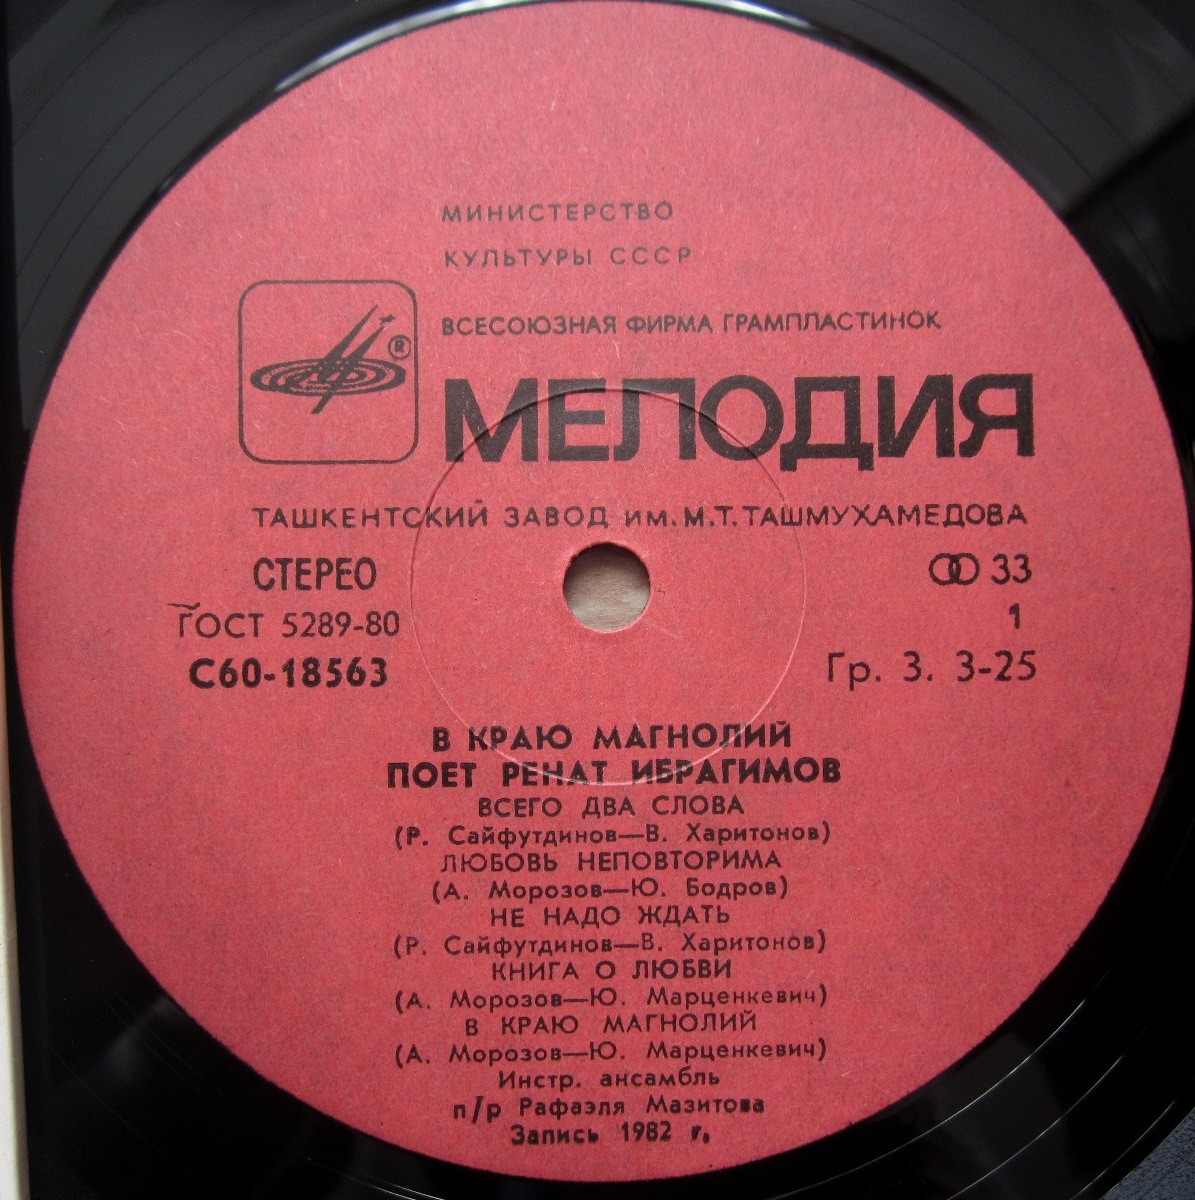 МИНИСТЕРСТВО
КУЛЬТУРЫ СССР
ВСЕСОЮЗНАЯ ФИРМА ГРАМПЛАСТИНОК
®
МЕЛОДИЯ
ТАШКЕНТСКИЙ ЗАВОД ИМ. М.Т. ТАШМУХАМЕДОВА
СТЕРЕО 33
ГОСТ 5289-80 1
С60-18563 Гр. 3. 3-25
В КРАЮ МАГНОЛИЙ
ПОЕТ РЕНАТ ИБРАГИМОВ
ВСЕГО ДВА СЛОВА
(Р. Сайфутдинов—В. Харитонов)
ЛЮБОВЬ НЕПОВТОРИМА
(А. Морозов—Ю. Бодров)
НЕ НАДО ЖДАТЬ
(Р. Сайфутдинов—В. Харитонов)
КНИГА О ЛЮБВИ
(А. Морозов—Ю. Марценкевич)
В КРАЮ МАГНОЛИЙ
(А. Морозов—Ю. Марценкевич)
Инстр. ансамбль
п/р Рафаэля Мазитова
Запись 1982 г.